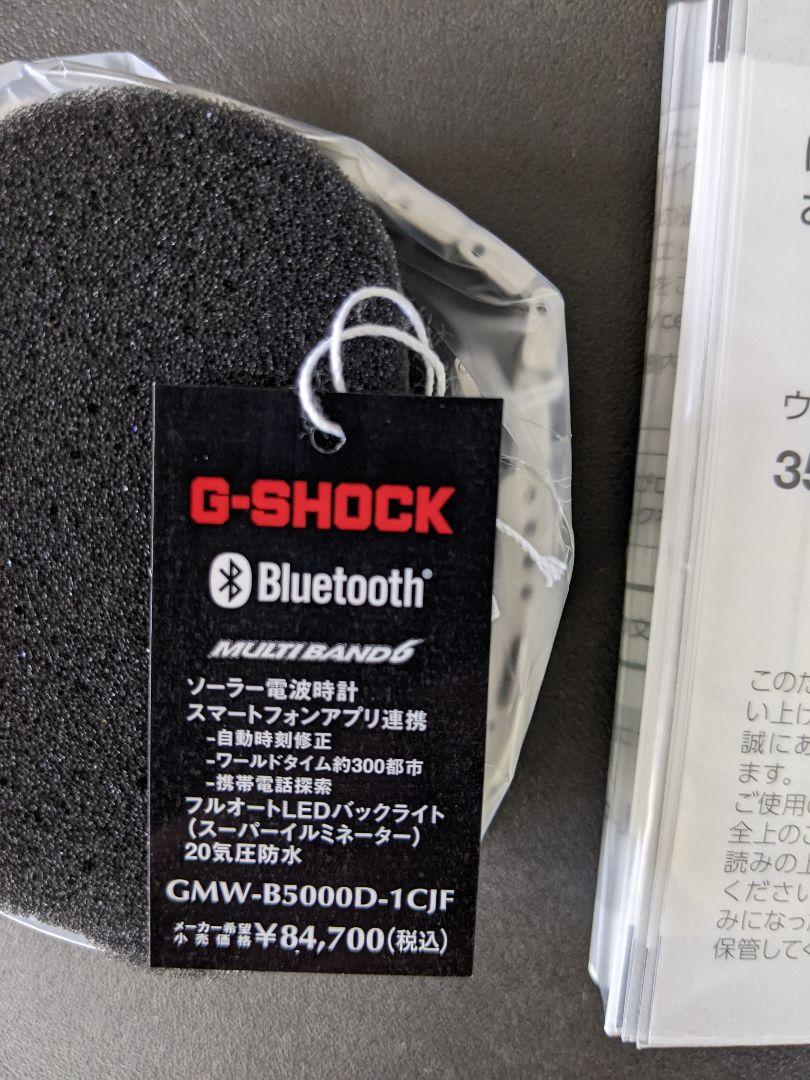 G-SHOCK
Bluetooth®
MULTI BAND 6
ソーラー電波時計
スマートフォンアプリ連携
-自動時刻修正
-ワールドタイム約300都市
-携帯電話探索
フルオートLEDバックライト
(スーパーイルミネーター)
20気圧防水
GMW-B5000D-1CJF
メーカー希望
小売価格 ¥84,700(税込)
ウ
35
このた
い上げ
誠にあ
ます。
ご使用の
全上のご
読みの上
ください
みになった
保管してく